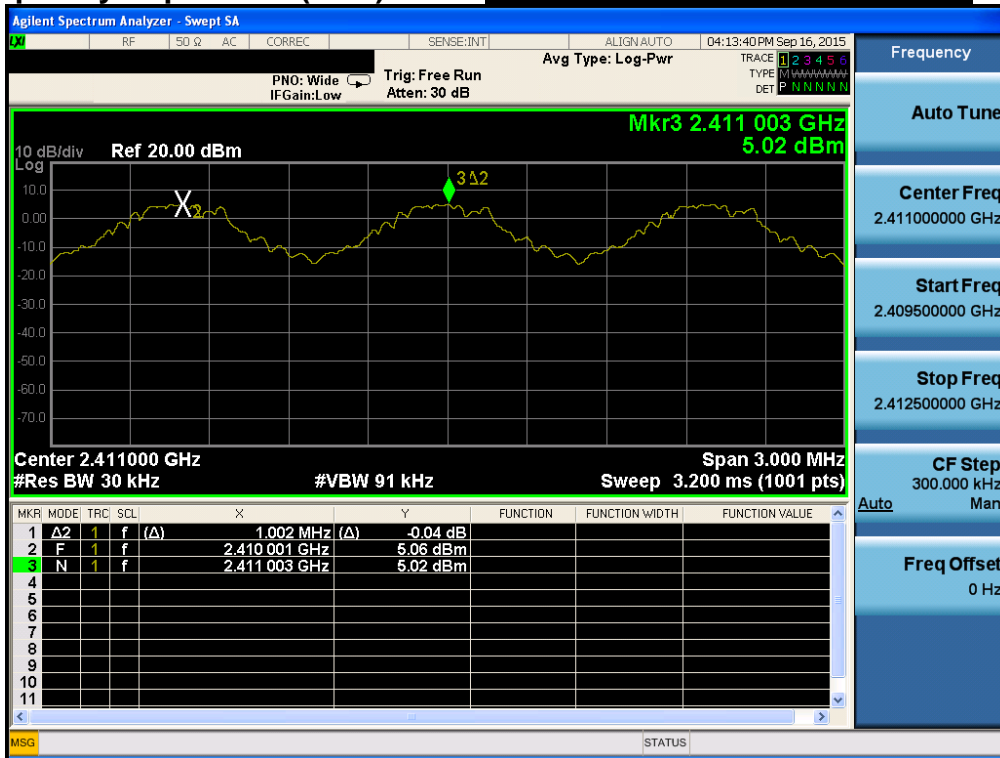 Agilent Spectrum Analyzer - Swept SA
LXI RF 50 Ω AC CORREC SENSE:INT ALIGN AUTO 04:13:40 PM Sep 16, 2015
Avg Type: Log-Pwr TRACE 1 2 3 4 5 6
PNO: Wide Trig: Free Run TYPE M
IFGain:Low Atten: 30 dB DET P N N N N N
Mkr3 2.411 003 GHz
5.02 dBm
10 dB/div Ref 20.00 dBm
Log
3Δ2
10.0
2
0.00
-10.0
-20.0
-30.0
-40.0
-50.0
-60.0
-70.0
Center 2.411000 GHz Span 3.000 MHz
#Res BW 30 kHz #VBW 91 kHz Sweep 3.200 ms (1001 pts)
MKR MODE TRC SCL X Y FUNCTION FUNCTION WIDTH FUNCTION VALUE
1 Δ2 1 f (Δ) 1.002 MHz (Δ) -0.04 dB
2 F 1 f 2.410 001 GHz 5.06 dBm
3 N 1 f 2.411 003 GHz 5.02 dBm
4
5
6
7
8
9
10
11
MSG STATUS
Frequency
Auto Tune
Center Freq
2.411000000 GHz
Start Freq
2.409500000 GHz
Stop Freq
2.412500000 GHz
CF Step
300.000 kHz
Auto Man
Freq Offset
0 Hz